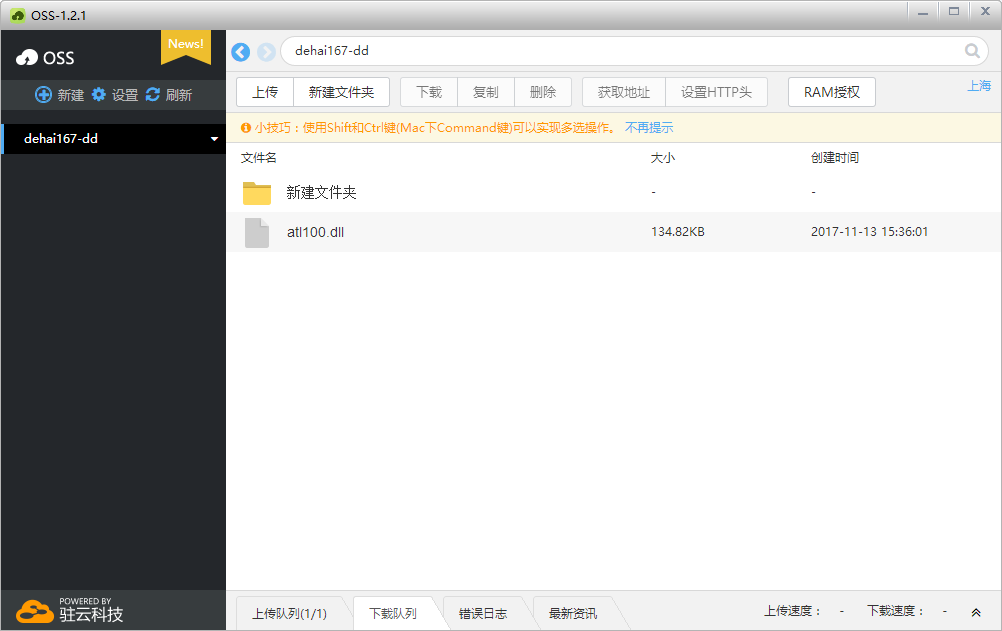 OSS-1.2.1
OSS
News!
新建 设置 刷新
dehai167-dd
dehai167-dd
上传 新建文件夹 下载 复制 删除 获取地址 设置HTTP头 RAM授权 上海
小技巧：使用Shift和Ctrl键(Mac下Command键)可以实现多选操作。 不再提示
文件名 大小 创建时间
新建文件夹 - -
atl100.dll 134.82KB 2017-11-13 15:36:01
POWERED BY
驻云科技
上传队列(1/1) 下载队列 错误日志 最新资讯 上传速度： - 下载速度： -